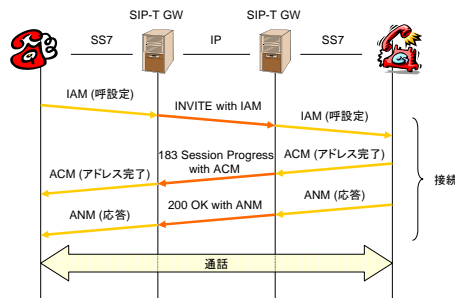 SIP-T GW
SIP-T GW
SS7
IP
SS7
IAM (呼設定)
INVITE with IAM
IAM (呼設定)
183 Session Progress
with ACM
ACM (アドレス完了)
ACM (アドレス完了)
接続
ANM (応答)
200 OK with ANM
ANM (応答)
通話